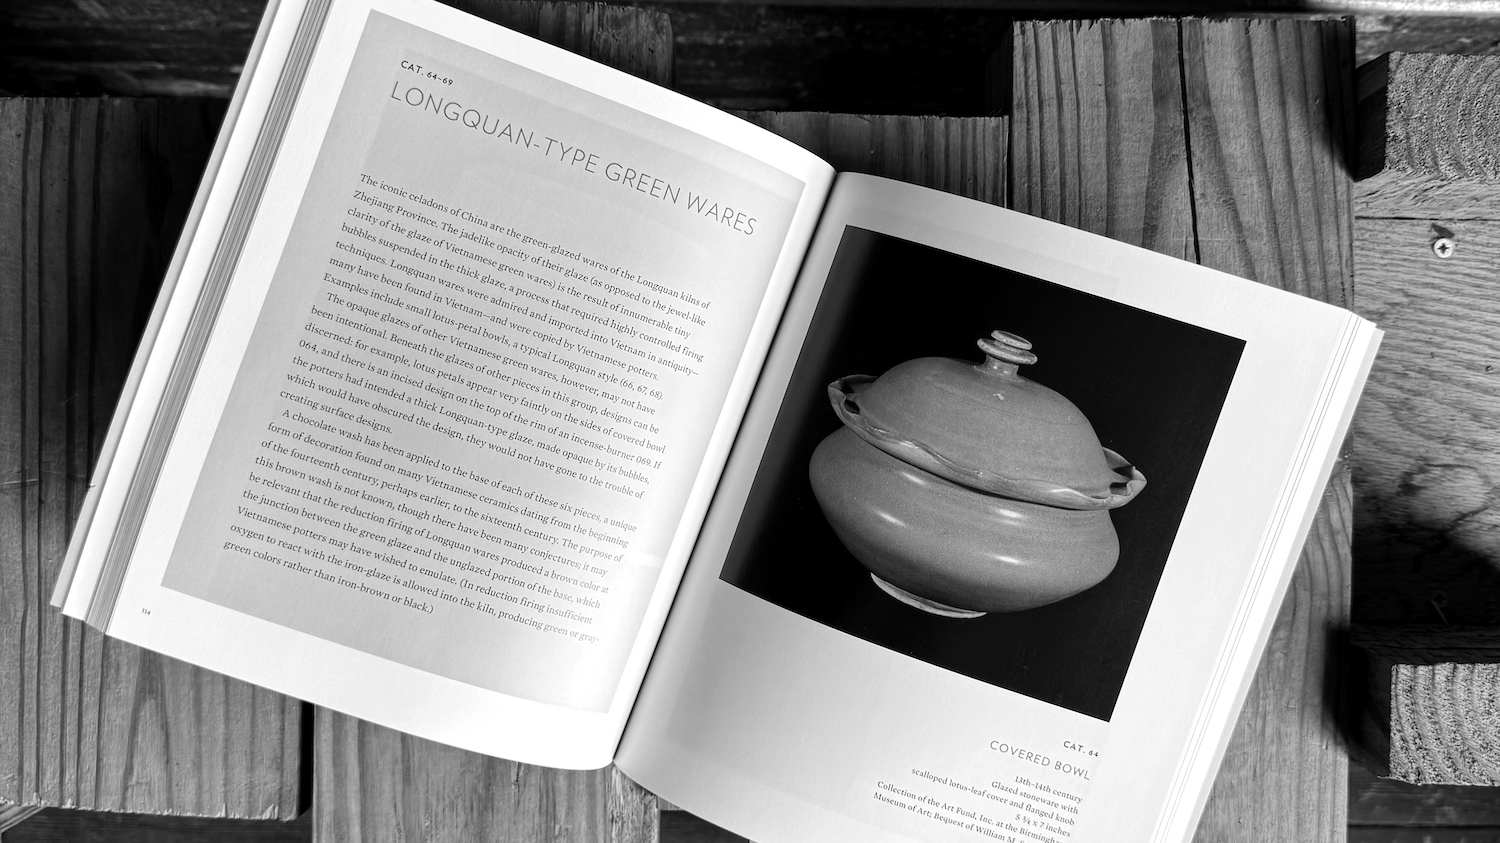 CAT. 64–69
LONGQUAN-TYPE GREEN WARES
The iconic celadons of China are the green-glazed wares of the Longquan kilns of
Zhejiang Province. The jadelike opacity of their glaze (as opposed to the jewel-like
clarity of the glaze of Vietnamese green wares) is the result of innumerable tiny
bubbles suspended in the thick glaze, a process that required highly controlled firing
techniques. Longquan wares were admired and imported into Vietnam in antiquity—
many have been found in Vietnam—and were copied by Vietnamese potters.
Examples include small lotus-petal bowls, a typical Longquan style (66, 67, 68).
The opaque glazes of other Vietnamese green wares, however, may not have
been intentional. Beneath the glazes of other pieces in this group, designs can be
discerned: for example, lotus petals appear very faintly on the sides of covered bowl
064, and there is an incised design on the top of the rim of an incense-burner 069. If
the potters had intended a thick Longquan-type glaze, made opaque by its bubbles,
which would have obscured the design, they would not have gone to the trouble of
creating surface designs.
A chocolate wash has been applied to the base of each of these six pieces, a unique
form of decoration found on many Vietnamese ceramics dating from the beginning
of the fourteenth century, perhaps earlier, to the sixteenth century. The purpose of
this brown wash is not known, though there have been many conjectures; it may
be relevant that the reduction firing of Longquan wares produced a brown color at
the junction between the green glaze and the unglazed portion of the base, which
Vietnamese potters may have wished to emulate. (In reduction firing insufficient
oxygen to react with the iron-glaze is allowed into the kiln, producing green or gray-
green colors rather than iron-brown or black.)
114
CAT. 64
COVERED BOWL
13th–14th century
Glazed stoneware with
scalloped lotus-leaf cover and flanged knob
5 ¾ x 7 inches
Collection of the Art Fund, Inc. at the
Museum of Art; Bequest of William M.